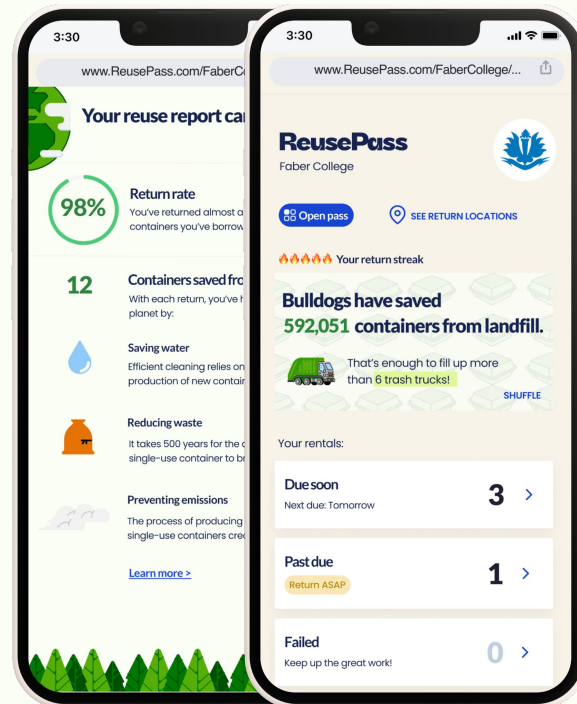 3:30
www.ReusePass.com/FaberC
Your reuse report ca
98%
Return rate
You've returned almost a
containers you've borrow
12
Containers saved fro
With each return, you've h
planet by:
Saving water
Efficient cleaning relies on
production of new contain
Reducing waste
It takes 500 years for the
single-use container to b
Preventing emissions
The process of producing
single-use containers crea
Learn more >
3:30
www.ReusePass.com/FaberCollege/...
ReusePass
Faber College
Open pass
SEE RETURN LOCATIONS
Your return streak
Bulldogs have saved
592,051 containers from landfill.
That's enough to fill up more
than 6 trash trucks!
SHUFFLE
Your rentals:
Due soon
Next due: Tomorrow
3 >
Past due
Return ASAP
1 >
Failed
Keep up the great work!
0 >